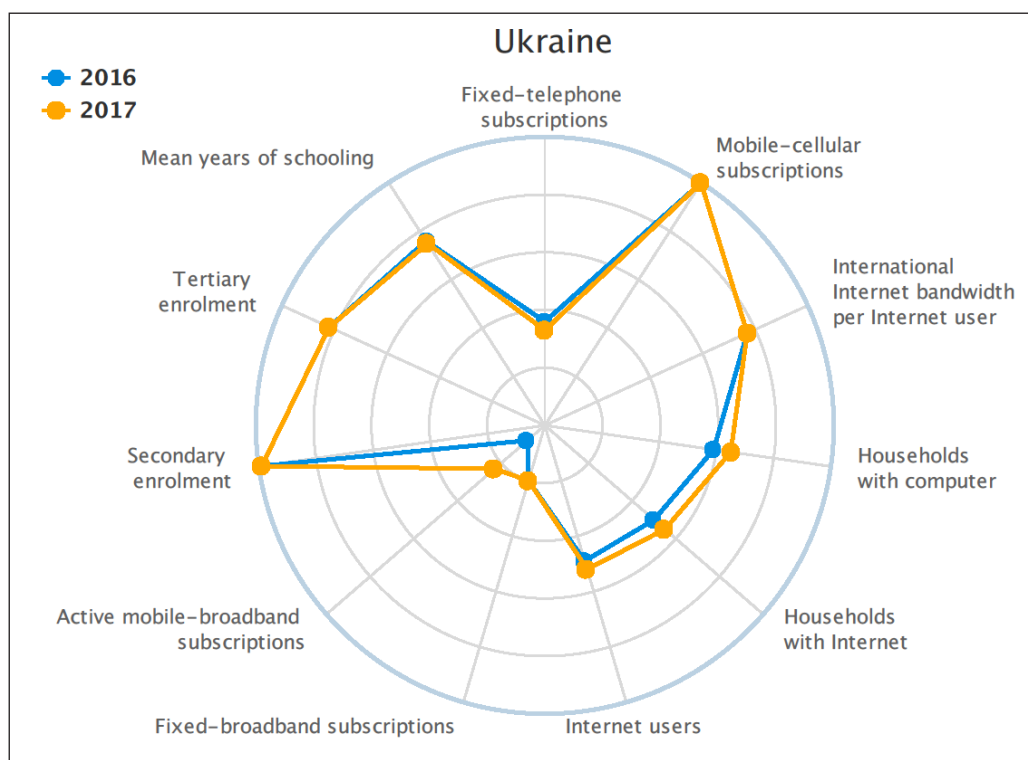 Ukraine
2016
2017
Fixed-telephone
subscriptions
Mobile-cellular
subscriptions
International
Internet bandwidth
per Internet user
Households
with computer
Households
with Internet
Internet users
Fixed-broadband subscriptions
Active mobile-broadband
subscriptions
Secondary
enrolment
Tertiary
enrolment
Mean years of schooling